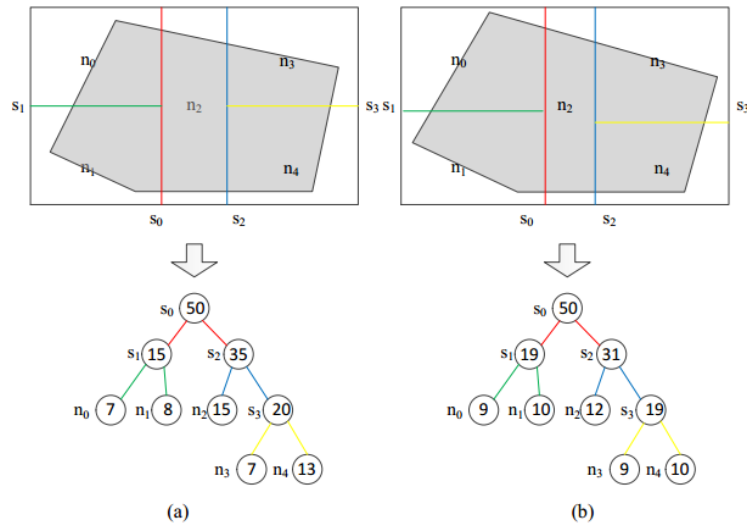 n0 n3 n0 n3
s1 n2 s3 s1 n2 s3
n1 n4 n1 n4
s0 s2 s0 s2
s0 50 s0 50
s1 15 s2 35 s1 19 s2 31
n0 7 n1 8 n2 15 s3 20 n0 9 n1 10 n2 12 s3 19
n3 7 n4 13 n3 9 n4 10
(a) (b)